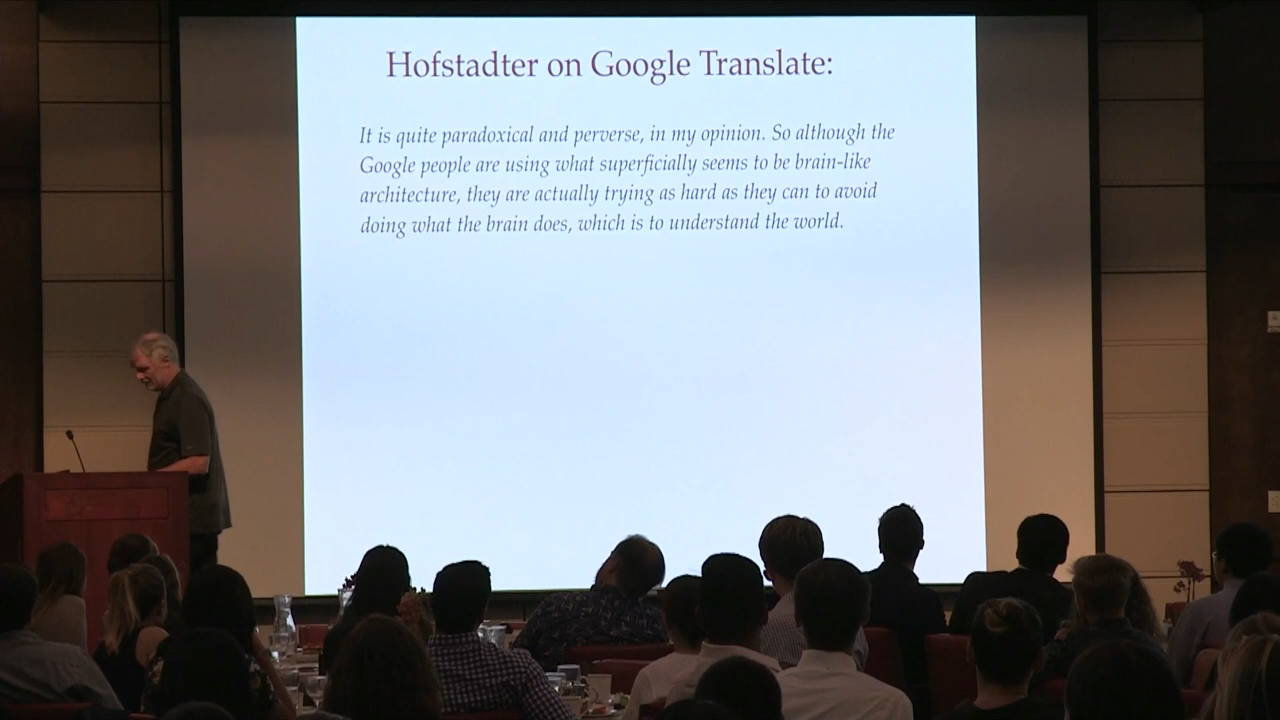 Hofstadter on Google Translate:
It is quite paradoxical and perverse, in my opinion. So although the
Google people are using what superficially seems to be brain-like
architecture, they are actually trying as hard as they can to avoid
doing what the brain does, which is to understand the world.